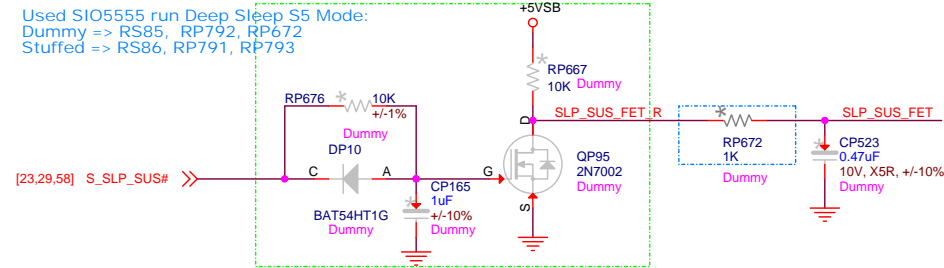 Used SIO5555 run Deep Sleep S5 Mode:
Dummy => RS85, RP792, RP672
Stuffed => RS86, RP791, RP793
+5VSB
RP667
10K
Dummy
RP676
10K
+/-1%
Dummy
DP10
C
A
BAT54HT1G
Dummy
[23,29,58] S_SLP_SUS#
CP165
1uF
+/-10%
Dummy
G
D
S
QP95
2N7002
Dummy
SLP_SUS_FET_R
RP672
1K
Dummy
SLP_SUS_FET
CP523
0.47uF
10V, X5R, +/-10%
Dummy